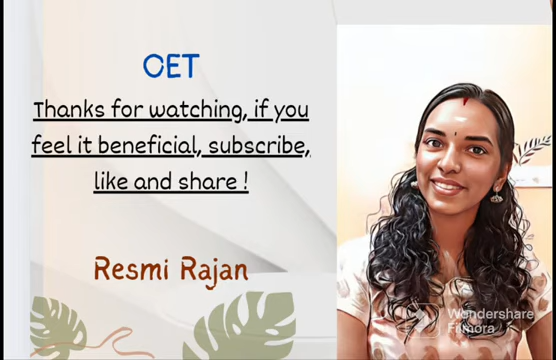 CET
Thanks for watching, if you
feel it beneficial, subscribe,
like and share !
Resmi Rajan
Wondershare
Filmora